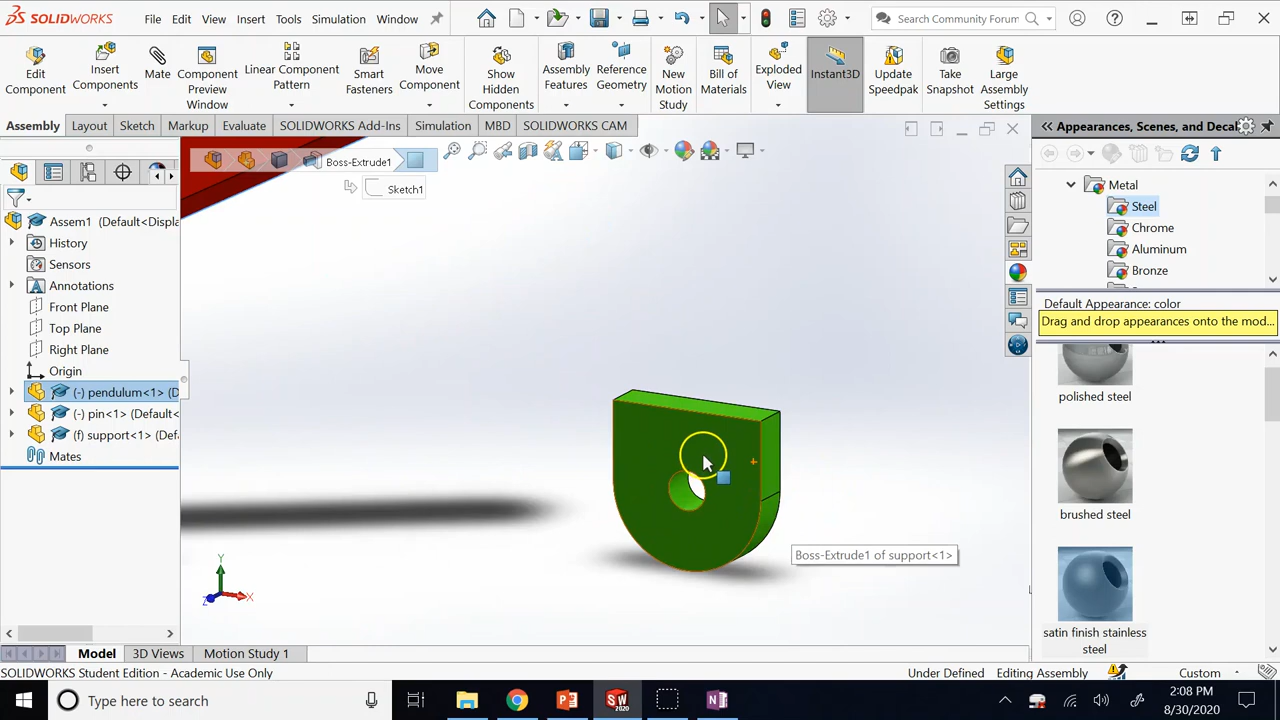 SOLIDWORKS File Edit View Insert Tools Simulation Window Search Community Forum
Edit Component
Insert Components
Mate
Component Preview Window
Linear Component Pattern
Smart Fasteners
Move Component
Show Hidden Components
Assembly Features
Reference Geometry
New Motion Study
Bill of Materials
Exploded View
Instant3D
Update Speedpak
Take Snapshot
Large Assembly Settings
Assembly Layout Sketch Markup Evaluate SOLIDWORKS Add-Ins Simulation MBD SOLIDWORKS CAM
Appearances, Scenes, and Decal
Boss-Extrude1
Sketch1
Assem1 (Default<Displ
History
Sensors
Annotations
Front Plane
Top Plane
Right Plane
Origin
(-) pendulum<1> (D
(-) pin<1> (Default<
(f) support<1> (Defa
Mates
Boss-Extrude1 of support<1>
Y
X
Z
Metal
Steel
Chrome
Aluminum
Bronze
Default Appearance: color
Drag and drop appearances onto the mod...
polished steel
brushed steel
satin finish stainless
steel
Model 3D Views Motion Study 1
SOLIDWORKS Student Edition - Academic Use Only
Under Defined Editing Assembly Custom
Type here to search
SW
2020
2:08 PM
8/30/2020